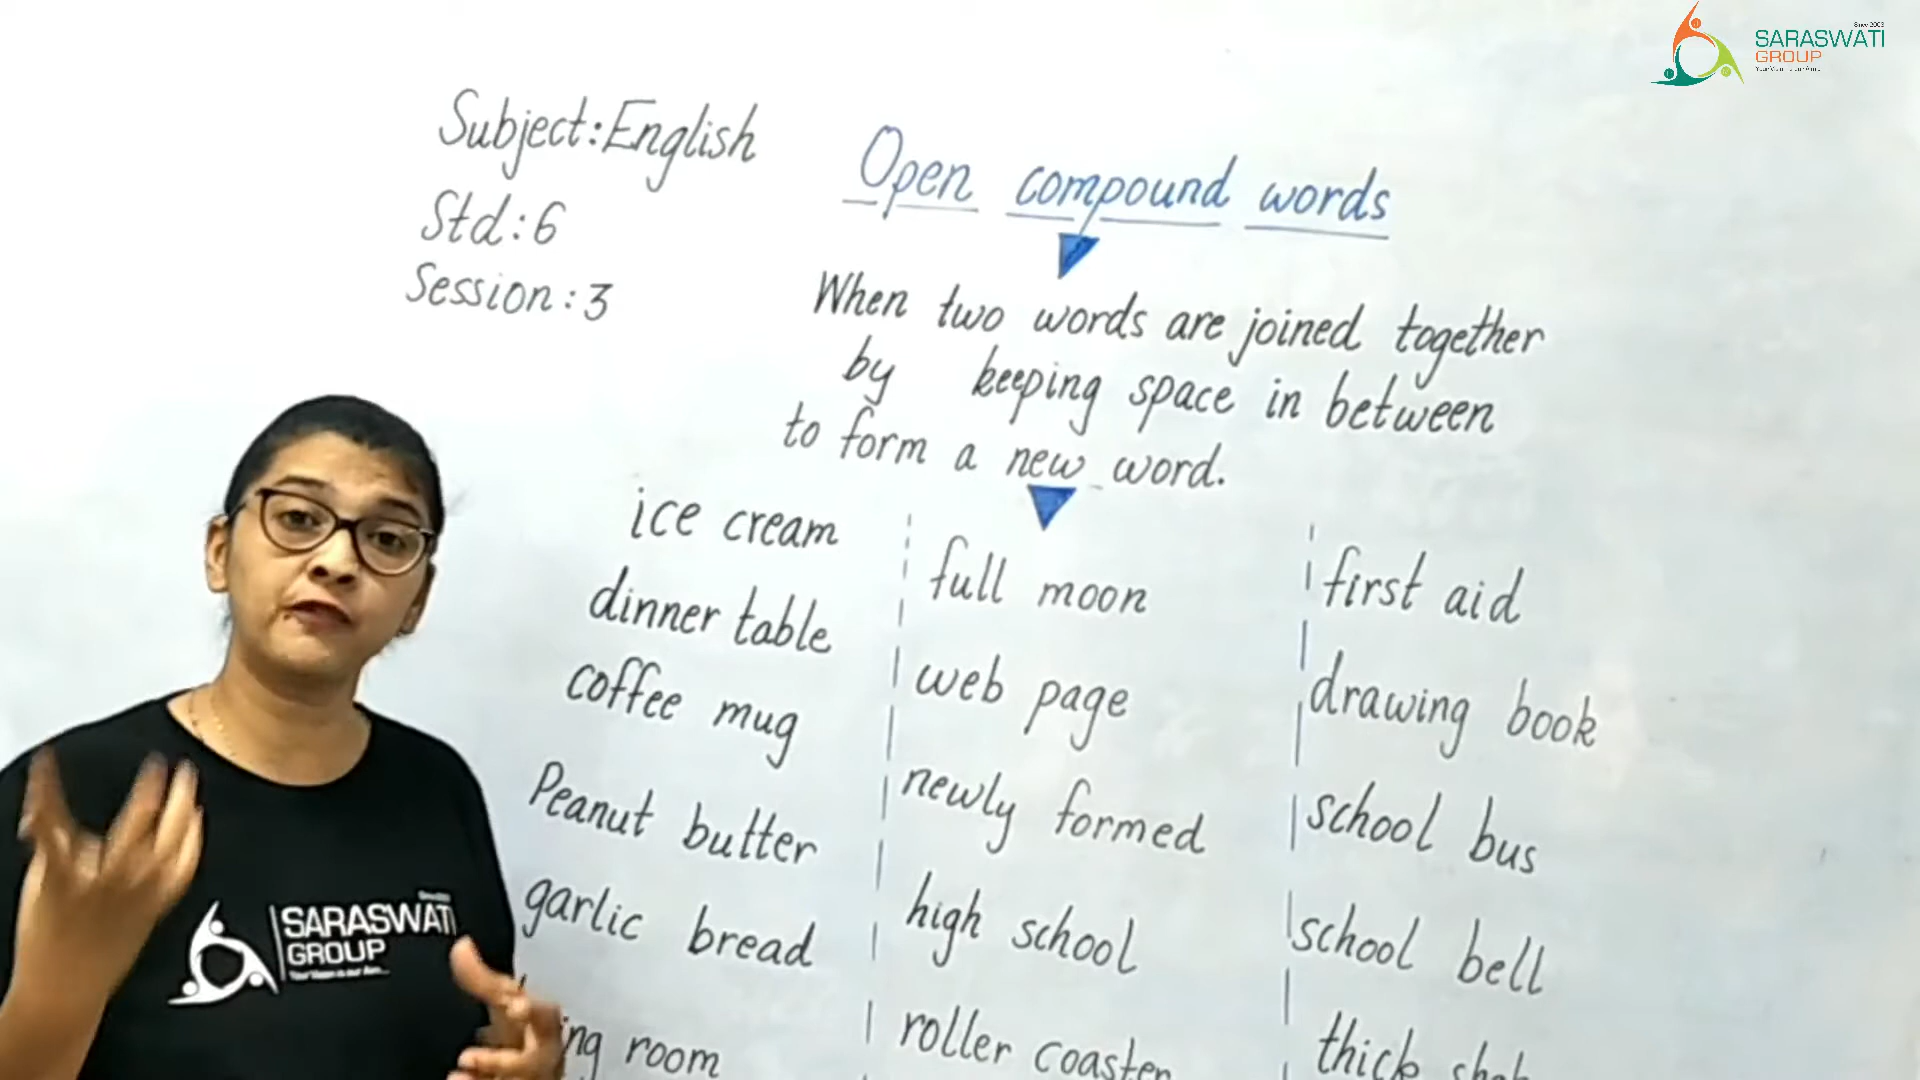 Since 2003
SARASWATI
GROUP
Subject: English
Std: 6
Session: 3
Open compound words
When two words are joined together
by keeping space in between
to form a new word.
ice cream
dinner table
coffee mug
Peanut butter
garlic bread
room
full moon
web page
newly formed
high school
roller coaster
first aid
drawing book
school bus
school bell
thick
SARASWATI
GROUP